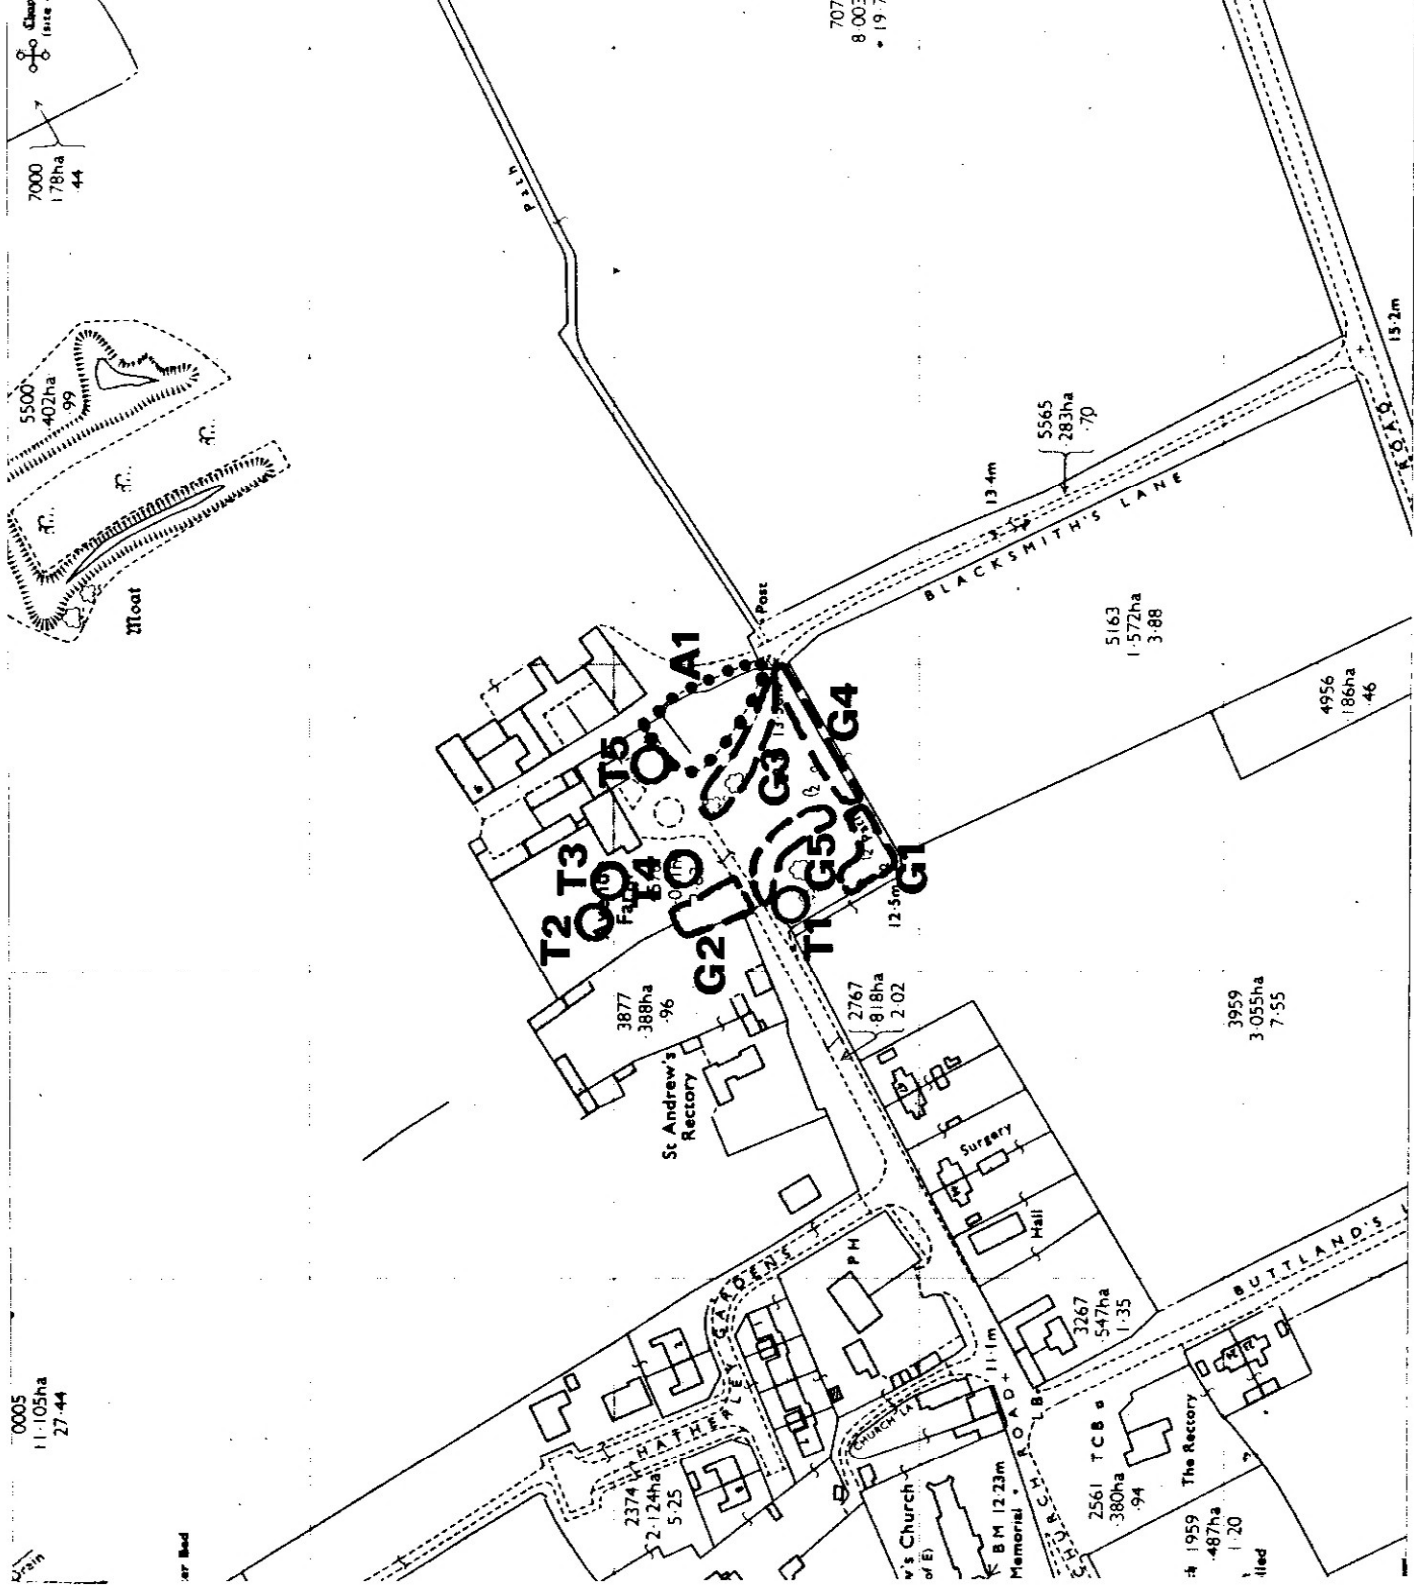 7000
178ha
·44
5500
·402ha
·99
Moat
Path
Post
A1
T5
T3
T2
T4
G2
G3
G4
G5
G1
T1
13·4m
5565
·283ha
·70
BLACKSMITH'S LANE
ROAD
15·2m
5163
1·572ha
3·88
4956
·186ha
·46
12·5m
3877
·388ha
·96
St Andrew's
Rectory
2767
·818ha
2·02
3959
3·055ha
7·55
Surgery
Hall
PH
HATHERLEY GARDENS
BUTTLAND'S
3267
·547ha
1·35
11·1m
CHURCH LA
CHURCH ROAD
LB
TCB
2561
·380ha
·94
The Rectory
1959
·487ha
1·20
BM 12·23m
Memorial
's Church
of E)
2374
2·124ha
5·25
0005
11·105ha
27·44
Drain